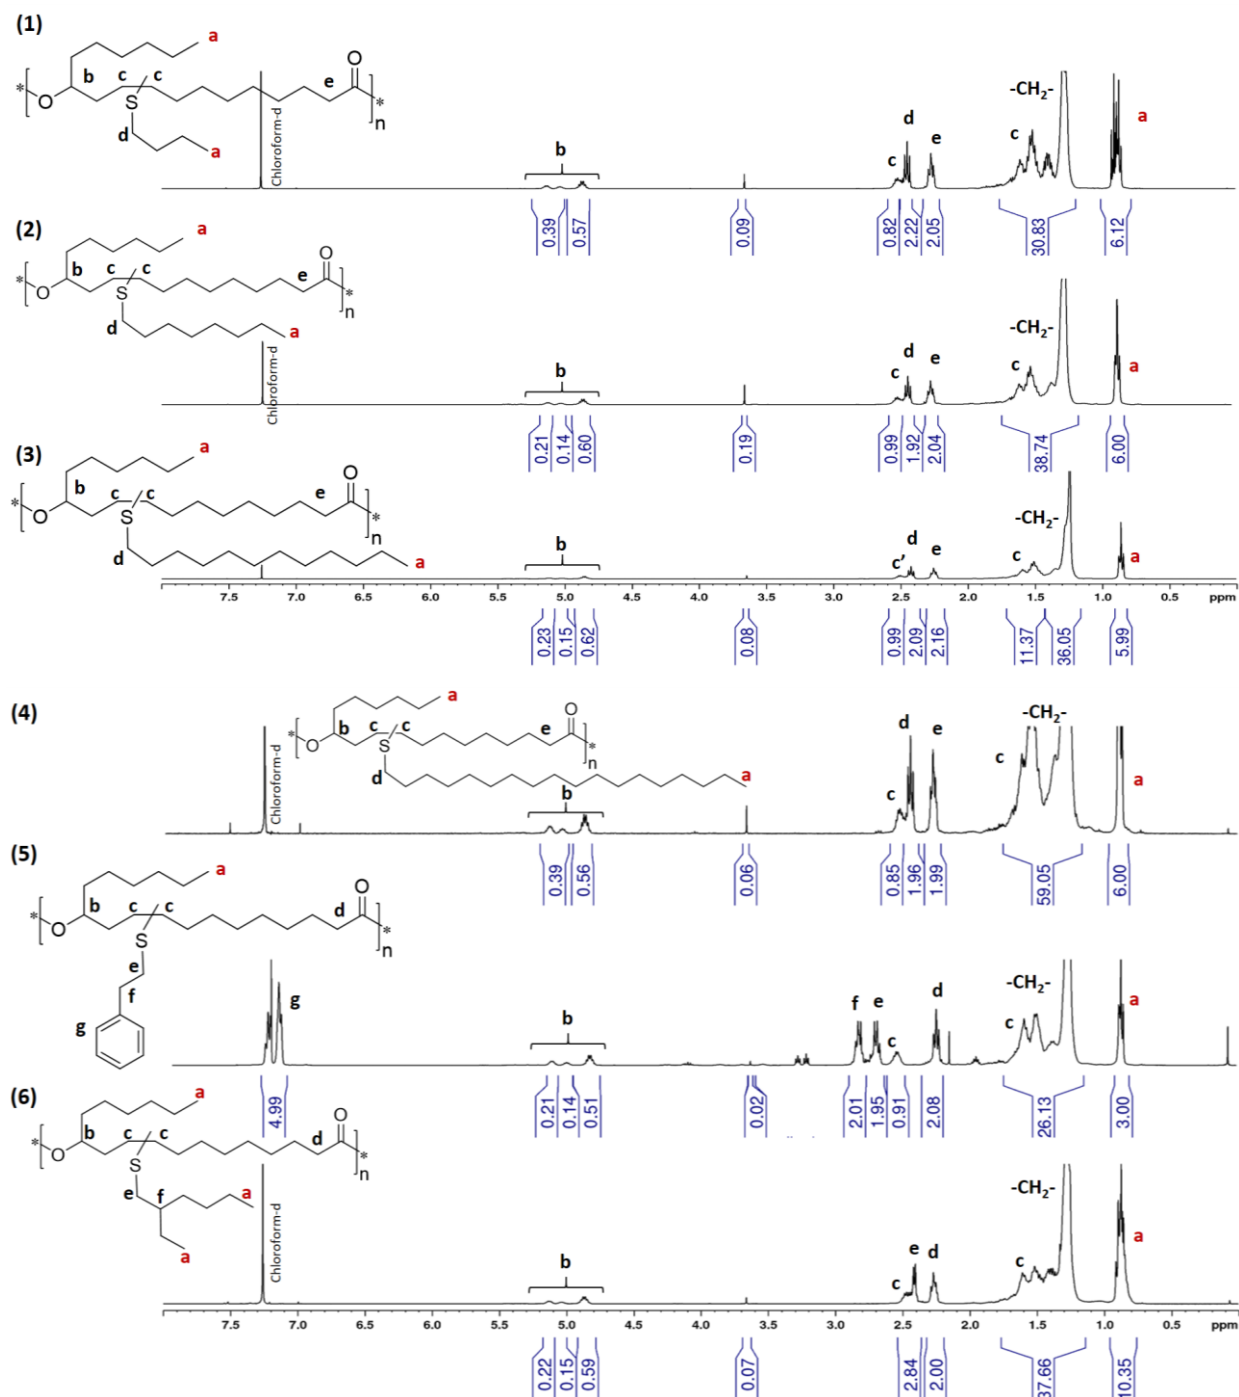 (1)
a
b c c e O
O
S
n
d
a
Chloroform-d
b
c
d
e
-CH₂-
c
a
0.39
0.57
0.09
0.82
2.22
2.05
30.83
6.12
(2)
a
b c c e O
O
S
n
d
a
Chloroform-d
b
c
d
e
-CH₂-
c
a
0.21
0.14
0.60
0.19
0.99
1.92
2.04
38.74
6.00
(3)
a
b c c e O
O
S
n
d
a
b
c’
d
e
-CH₂-
c
a
7.5 7.0 6.5 6.0 5.5 5.0 4.5 4.0 3.5 3.0 2.5 2.0 1.5 1.0 0.5 ppm
0.23
0.15
0.62
0.08
0.99
2.09
2.16
11.37
36.05
5.99
(4)
a
b c c e O
O
S
n
d
a
Chloroform-d
b
c
d
e
-CH₂-
c
a
0.39
0.56
0.06
0.85
1.96
1.99
59.05
6.00
(5)
a
b c c d O
O
S
n
e
f
g
g
b
f
e
c
d
-CH₂-
c
a
4.99
0.21
0.14
0.51
0.02
2.01
1.95
0.91
2.08
26.13
3.00
(6)
a
b c c d O
O
S
n
e f a
a
Chloroform-d
b
c
e
d
-CH₂-
c
a
7.5 7.0 6.5 6.0 5.5 5.0 4.5 4.0 3.5 3.0 2.5 2.0 1.5 1.0 0.5 ppm
0.22
0.15
0.59
0.07
2.84
2.00
37.66
10.35